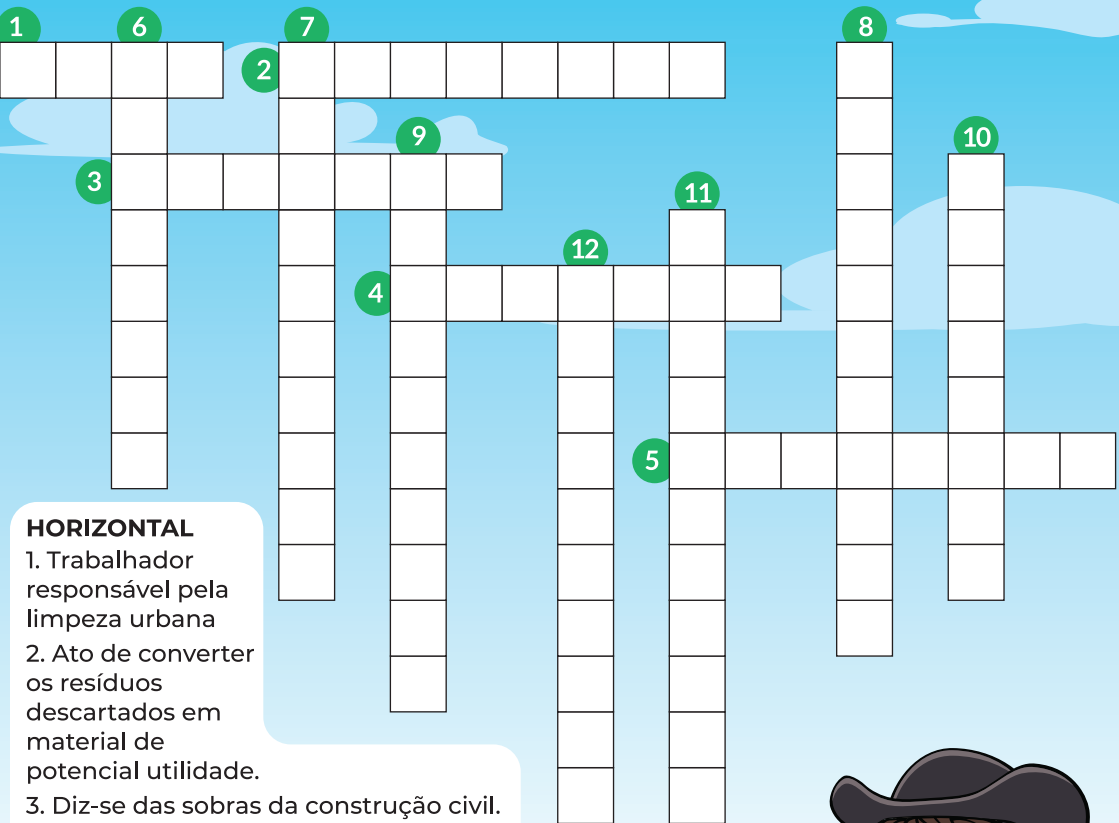 1
6
7
8
2
9
10
3
11
12
4
5
HORIZONTAL
1. Trabalhador
responsável pela
limpeza urbana
2. Ato de converter
os resíduos
descartados em
material de
potencial utilidade.
3. Diz-se das sobras da construção civil.